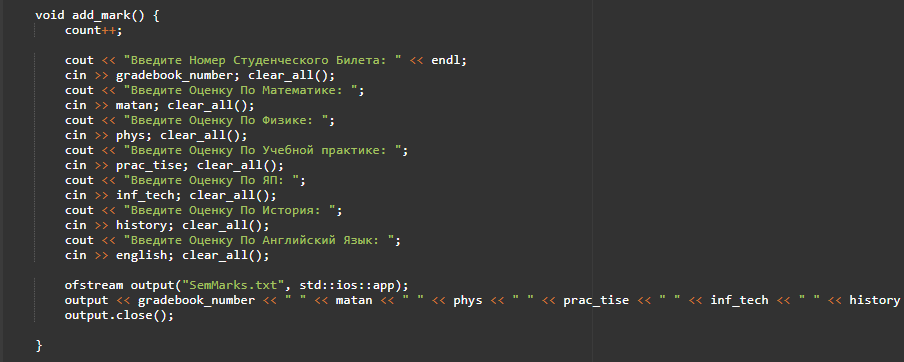 void add_mark() {
count++;
cout << "Введите Номер Студенческого Билета: " << endl;
cin >> gradebook_number; clear_all();
cout << "Введите Оценку По Математике: ";
cin >> matan; clear_all();
cout << "Введите Оценку По Физике: ";
cin >> phys; clear_all();
cout << "Введите Оценку По Учебной практике: ";
cin >> prac_tise; clear_all();
cout << "Введите Оценку По ЯП: ";
cin >> inf_tech; clear_all();
cout << "Введите Оценку По История: ";
cin >> history; clear_all();
cout << "Введите Оценку По Английский Язык: ";
cin >> english; clear_all();
ofstream output("SemMarks.txt", std::ios::app);
output << gradebook_number << " " << matan << " " << phys << " " << prac_tise << " " << inf_tech << " " << history
output.close();
}